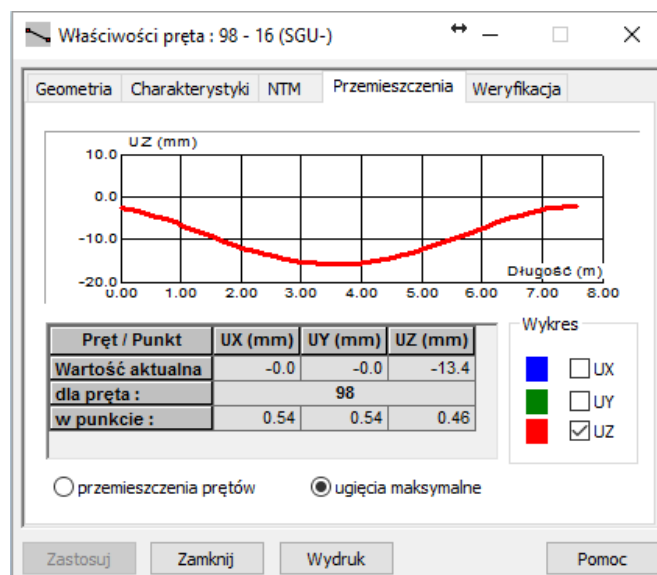 Właściwości pręta : 98 - 16 (SGU-)
Geometria Charakterystyki NTM Przemieszczenia Weryfikacja
UZ (mm)
10.0
0.0
-10.0
Długość (m)
-20.0
0.00 1.00 2.00 3.00 4.00 5.00 6.00 7.00 8.00
Wykres
Pręt / Punkt UX (mm) UY (mm) UZ (mm)
Wartość aktualna -0.0 -0.0 -13.4
UX
dla pręta : 98
UY
w punkcie : 0.54 0.54 0.46
UZ
przemieszczenia prętów ugięcia maksymalne
Zastosuj Zamknij Wydruk Pomoc